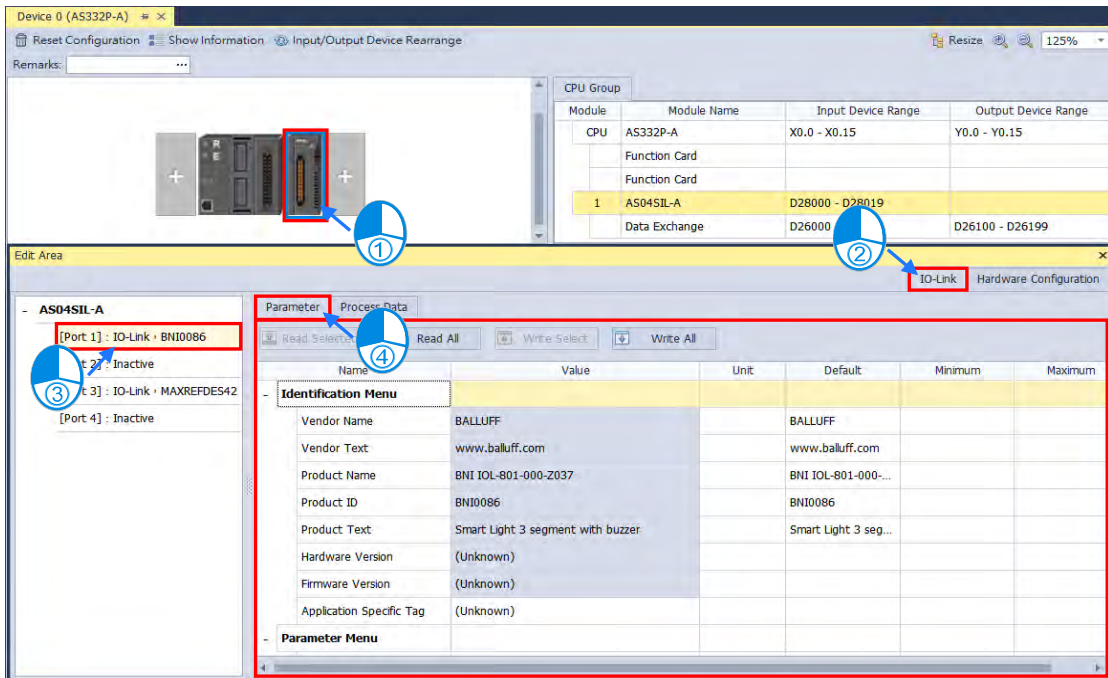 Device 0 (AS332P-A)
Reset Configuration Show Information Input/Output Device Rearrange Resize 125%
Remarks: ...
CPU Group
Module Module Name Input Device Range Output Device Range
CPU AS332P-A X0.0 - X0.15 Y0.0 - Y0.15
Function Card
Function Card
1 AS04SIL-A D28000 - D28019
Data Exchange D26000 D26100 - D26199
①
②
Edit Area
IO-Link Hardware Configuration
- AS04SIL-A
Parameter Process Data
[Port 1] : IO-Link, BNI0086
Read Selected Read All Write Select Write All
③
④
t 2] : Inactive
Name Value Unit Default Minimum Maximum
t 3] : IO-Link, MAXREFDES42
- Identification Menu
[Port 4] : Inactive
Vendor Name BALLUFF BALLUFF
Vendor Text www.balluff.com www.balluff.com
Product Name BNI IOL-801-000-Z037 BNI IOL-801-000-...
Product ID BNI0086 BNI0086
Product Text Smart Light 3 segment with buzzer Smart Light 3 seg...
Hardware Version (Unknown)
Firmware Version (Unknown)
Application Specific Tag (Unknown)
- Parameter Menu